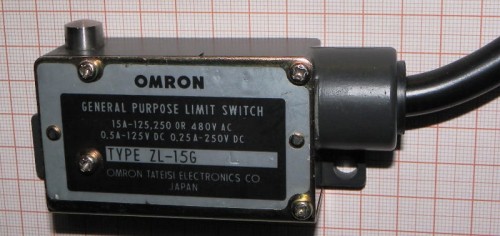 OMRON
GENERAL PURPOSE LIMIT SWITCH
15A-125,250 OR 480V AC
0.5A-125V DC 0.25A-250V DC
TYPE ZL-15G
OMRON TATEISI ELECTRONICS CO
JAPAN